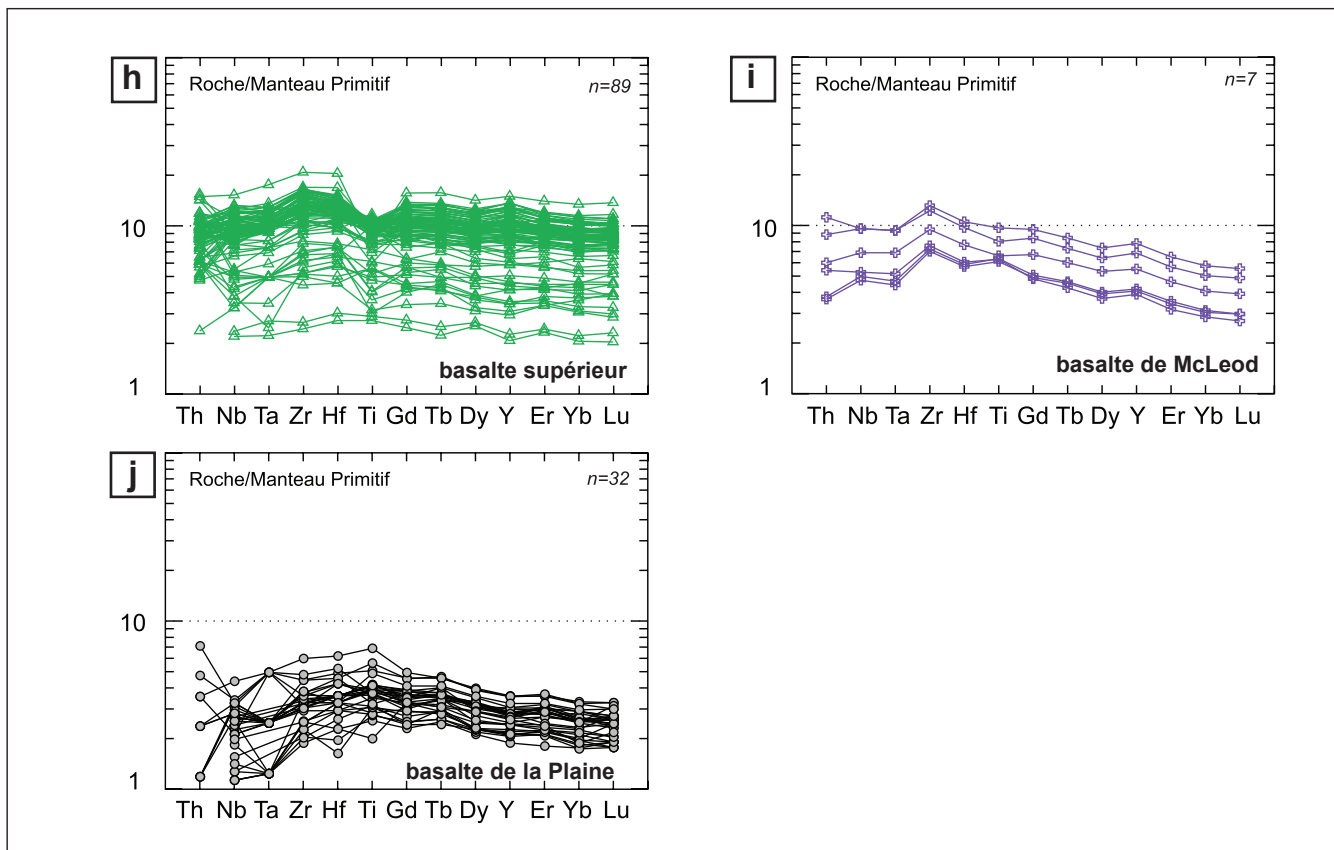 h
Roche/Manteau Primitif
n=89
10
1
basalte supérieur
Th Nb Ta Zr Hf Ti Gd Tb Dy Y Er Yb Lu
i
Roche/Manteau Primitif
n=7
10
1
basalte de McLeod
Th Nb Ta Zr Hf Ti Gd Tb Dy Y Er Yb Lu
j
Roche/Manteau Primitif
n=32
10
1
basalte de la Plaine
Th Nb Ta Zr Hf Ti Gd Tb Dy Y Er Yb Lu